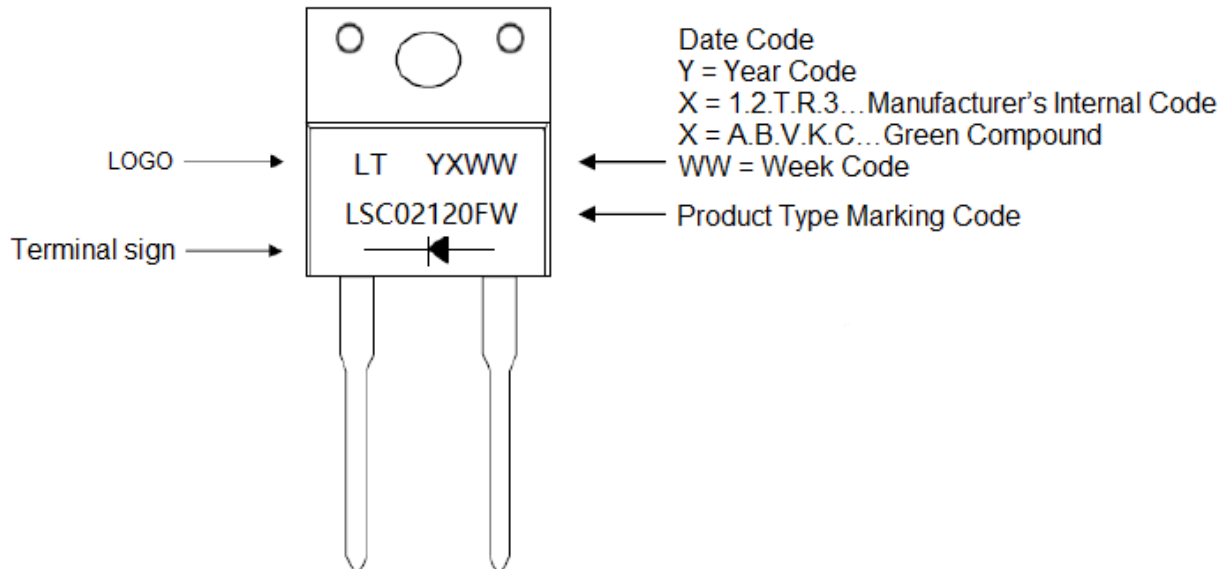 Date Code
Y = Year Code
X = 1.2.T.R.3...Manufacturer's Internal Code
X = A.B.V.K.C...Green Compound
WW = Week Code
LOGO
LT YXWW
LSC02120FW
Product Type Marking Code
Terminal sign